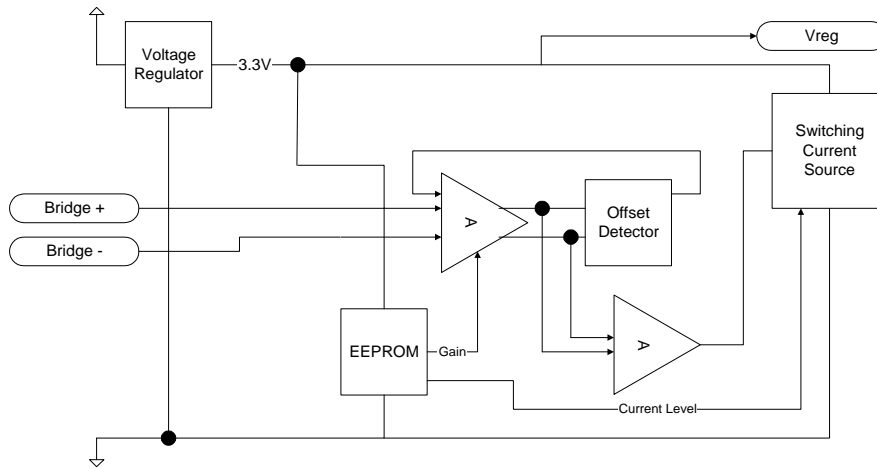 Voltage
Regulator
3.3V
Vreg
Switching
Current
Source
Bridge +
Bridge -
A
Offset
Detector
EEPROM
Gain
A
Current Level